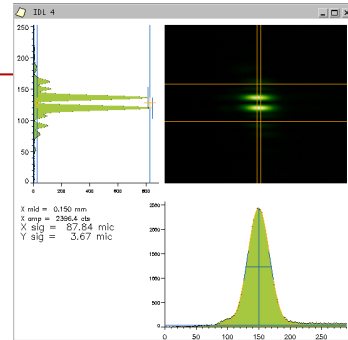 IDL 4
250
200
150
100
50
0
0 200 400 600 800
X mid = 0.150 mm
X amp = 2396.4 cts
X sig = 87.84 mic
Y sig = 3.67 mic
2500
2000
1500
1000
500
0
0 50 100 150 200 250